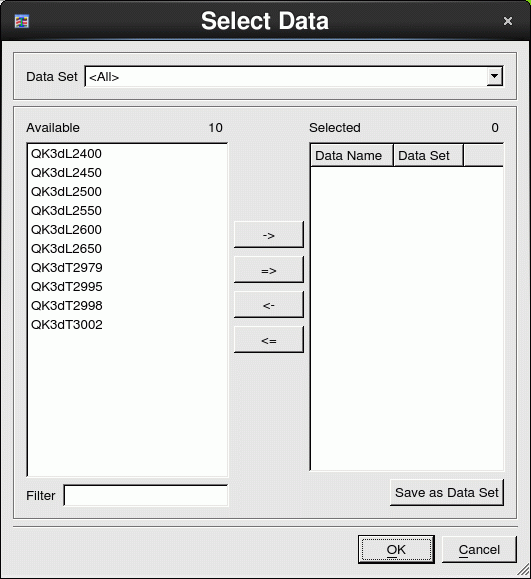 Select Data
Data Set <All>
Available 10
Selected 0
QK3dL2400
QK3dL2450
QK3dL2500
QK3dL2550
QK3dL2600
QK3dL2650
QK3dT2979
QK3dT2995
QK3dT2998
QK3dT3002
->
=>
<-
<=
Data Name Data Set
Filter
Save as Data Set
OK Cancel